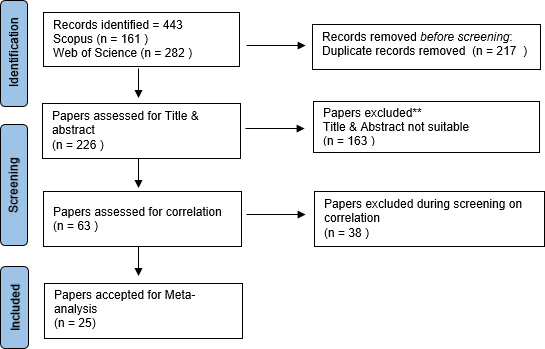 Identification
Records identified = 443
Scopus (n = 161 )
Web of Science (n = 282 )
Records removed before screening:
Duplicate records removed (n = 217 )
Screening
Papers assessed for Title &
abstract
(n = 226 )
Papers excluded**
Title & Abstract not suitable
(n = 163 )
Papers assessed for correlation
(n = 63 )
Papers excluded during screening on
correlation
(n = 38 )
Included
Papers accepted for Meta-
analysis
(n = 25)